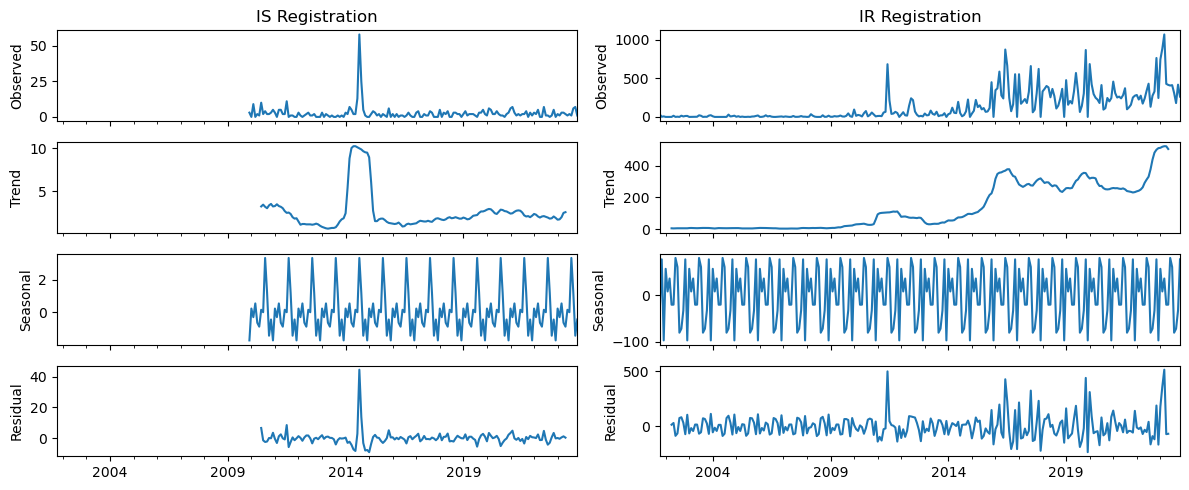 IS Registration
Observed
50
25
0
Trend
10
5
Seasonal
2
0
Residual
40
20
0
2004
2009
2014
2019
IR Registration
Observed
1000
500
0
Trend
400
200
0
Seasonal
0
−100
Residual
500
0
2004
2009
2014
2019